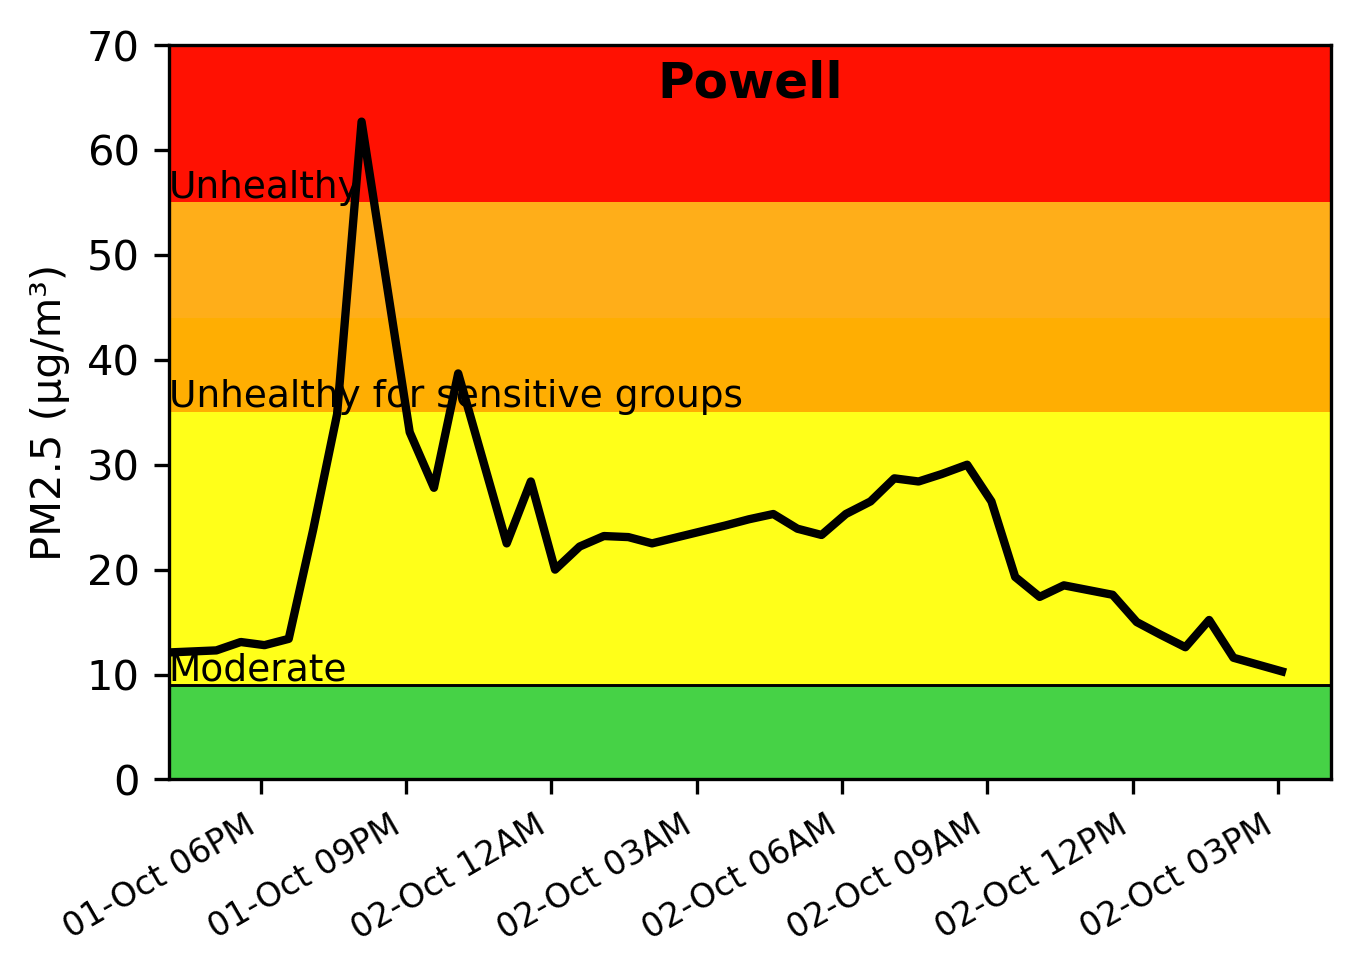 Powell
PM2.5 (µg/m³)
70
60
50
40
30
20
10
0
Unhealthy
Unhealthy for sensitive groups
Moderate
01-Oct 06PM
01-Oct 09PM
02-Oct 12AM
02-Oct 03AM
02-Oct 06AM
02-Oct 09AM
02-Oct 12PM
02-Oct 03PM